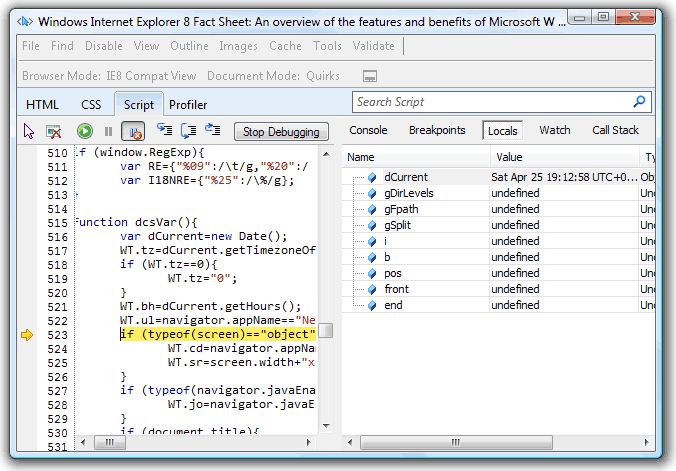 Windows Internet Explorer 8 Fact Sheet: An overview of the features and benefits of Microsoft W ...
File Find Disable View Outline Images Cache Tools Validate
Browser Mode: IE8 Compat View Document Mode: Quirks
HTML CSS Script Profiler
Search Script
Stop Debugging
Console Breakpoints Locals Watch Call Stack
510 if (window.RegExp){
511 var RE={"%09":/\t/g,"%20":/
512 var I18NRE={"%25":/\%/g};
513 }
514
515 function dcsVar(){
516 var dCurrent=new Date();
517 WT.tz=dCurrent.getTimezoneOf
518 if (WT.tz==0){
519 WT.tz="0";
520 }
521 WT.bh=dCurrent.getHours();
522 WT.ul=navigator.appName=="Ne
523 if (typeof(screen)=="object"
524 WT.cd=navigator.appNa
525 WT.sr=screen.width+"x
526 }
527 if (typeof(navigator.javaEna
528 WT.jo=navigator.javaE
529 }
530 if (document.title){
531
Name Value Ty
dCurrent Sat Apr 25 19:12:58 UTC+0... Obj
gDirLevels undefined Und
gFpath undefined Und
gSplit undefined Und
i undefined Und
b undefined Und
pos undefined Und
front undefined Und
end undefined Und